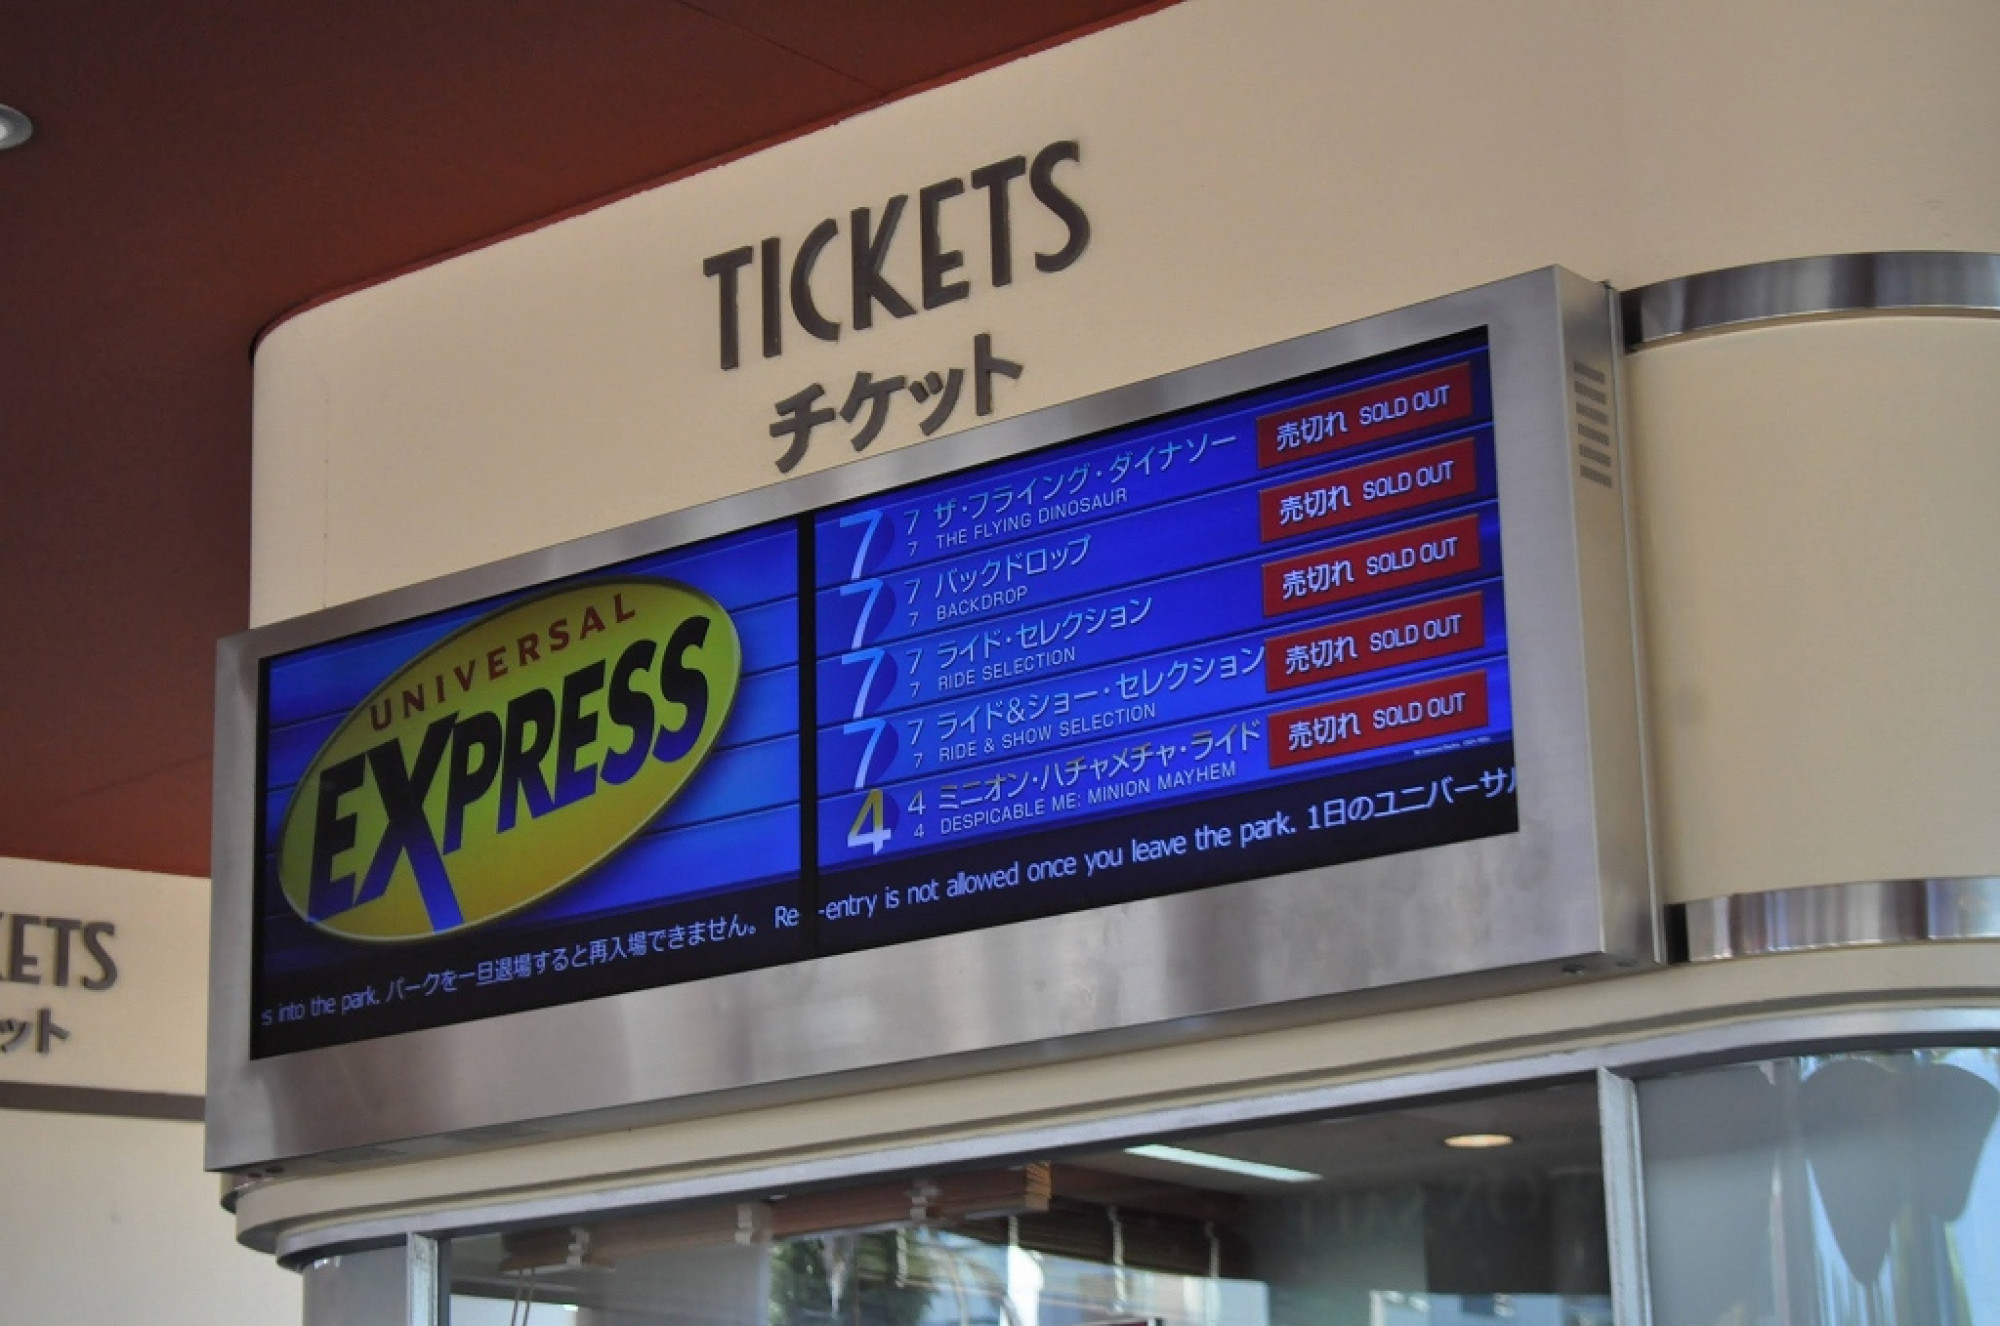 TICKETS
チケット
UNIVERSAL
EXPRESS
7 7 ザ・フライング・ダイナソー 売切れ SOLD OUT
7 THE FLYING DINOSAUR
7 7 バックドロップ 売切れ SOLD OUT
7 BACKDROP
7 7 ライド・セレクション 売切れ SOLD OUT
7 RIDE SELECTION
7 7 ライド&ショー・セレクション 売切れ SOLD OUT
7 RIDE & SHOW SELECTION
4 4 ミニオン・ハチャメチャ・ライド 売切れ SOLD OUT
4 DESPICABLE ME: MINION MAYHEM
s into the park. パークを一旦退場すると再入場できません。 Re-entry is not allowed once you leave the park. 1日のユニバーサル
KETS
ット